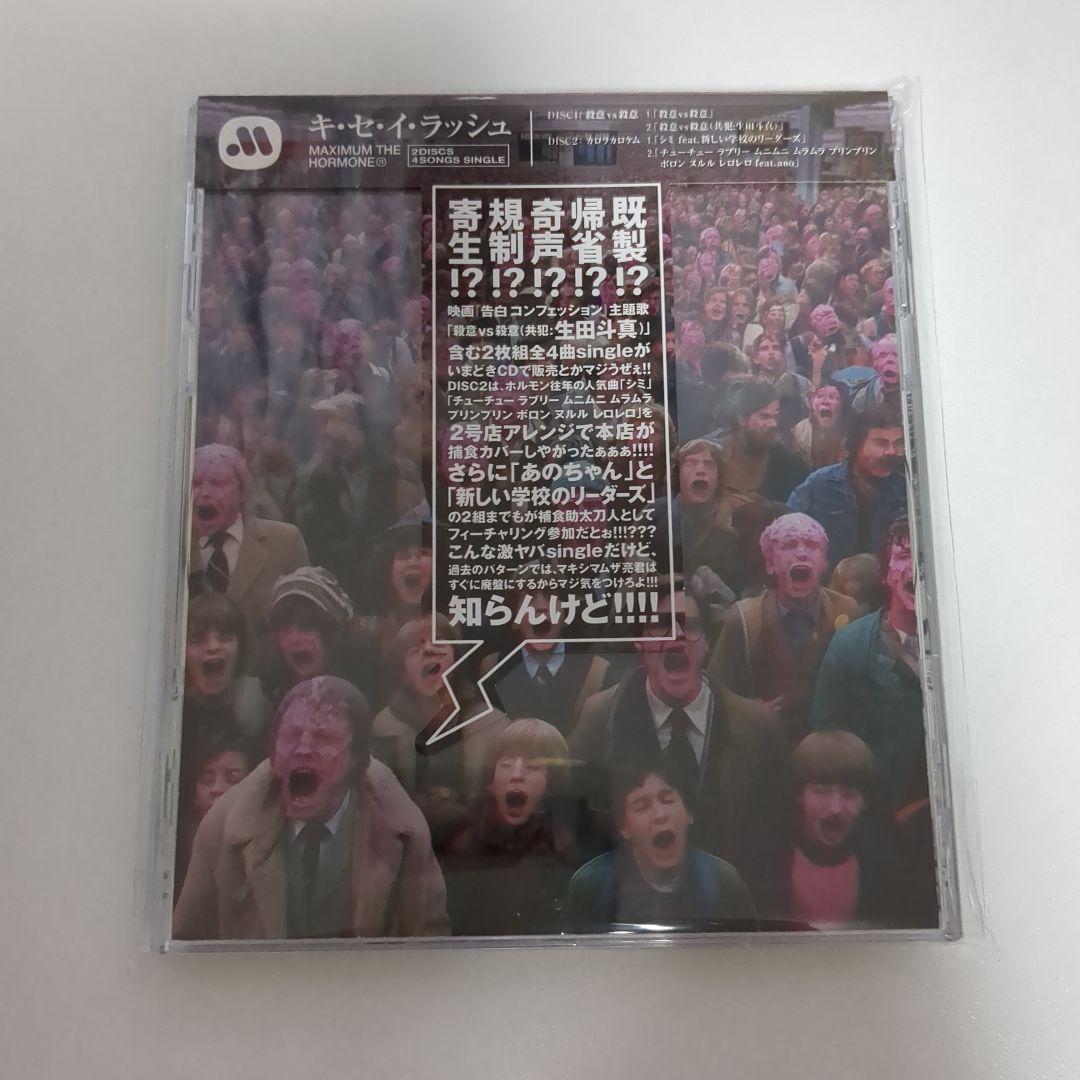 キ・セ・イ・ラッシュ
MAXIMUM THE
HORMONE
2DISCS
4SONGS SINGLE
DISC1: 殺意vs殺意 1.「殺意vs殺意」
2.「殺意vs殺意(共犯:生田斗真)」
DISC2: カロラカロケム 1.「シミ feat.新しい学校のリーダーズ」
2.「チューチュー ラブリー ムニムニ ムラムラ プリンプリン
ボロン ヌルル レロレロ feat.ano」
寄生!?
規制!?
奇声!?
帰省!?
既製!?
映画「告白 コンフェッション」主題歌
「殺意vs殺意(共犯:生田斗真)」
含む2枚組全4曲singleが
いまどきCDで販売とかマジうぜぇ!!
DISC2は、ホルモン往年の人気曲「シミ」
「チューチュー ラブリー ムニムニ ムラムラ
プリンプリン ボロン ヌルル レロレロ」を
2号店アレンジで本店が
捕食カバーしやがったぁぁぁ!!!!
さらに「あのちゃん」と
「新しい学校のリーダーズ」
の2組までもが補食助太刀人として
フィーチャリング参加だとぉ!!!???
こんな激ヤバsingleだけど、
過去のパターンでは、マキシマムザ亮君は
すぐに廃盤にするからマジ気をつけろよ!!!
知らんけど!!!!